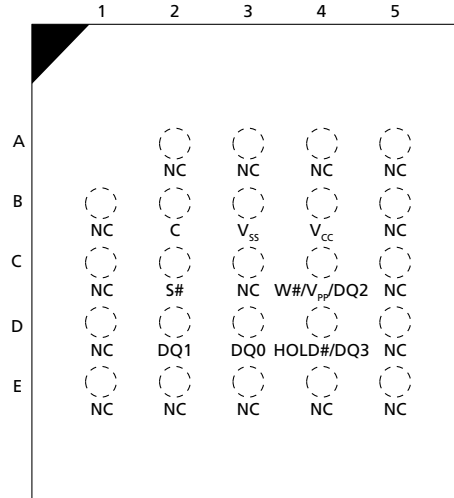 1 2 3 4 5
A
NC NC NC NC
B
NC C VSS VCC NC
C
NC S# NC W#/VPP/DQ2 NC
D
NC DQ1 DQ0 HOLD#/DQ3 NC
E
NC NC NC NC NC